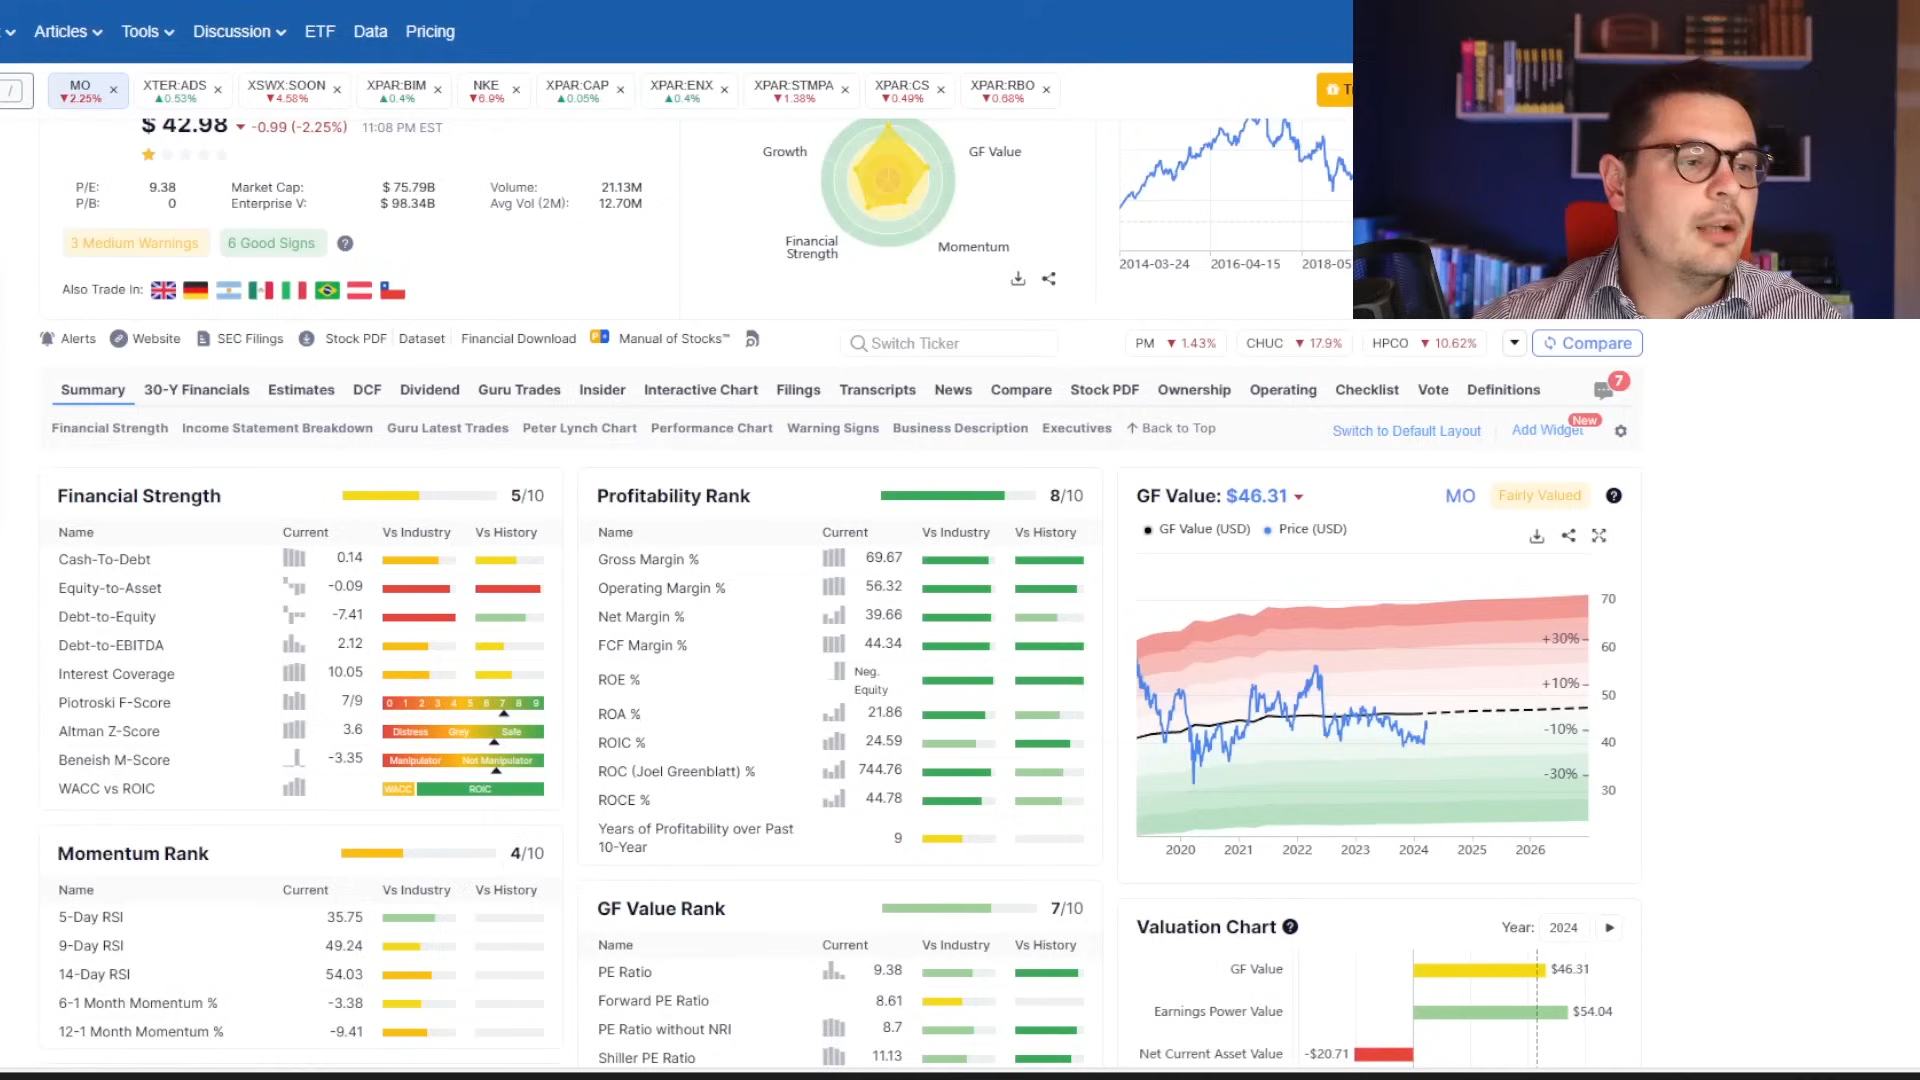 Articles Tools Discussion ETF Data Pricing
/ MO × XTER:ADS × XSWX:SOON × XPAR:BIM × NKE × XPAR:CAP × XPAR:ENX × XPAR:STMPA × XPAR:CS × XPAR:RBO ×
▼2.25% ▲0.53% ▼4.58% ▲0.4% ▼6.9% ▲0.05% ▲0.4% ▼1.38% ▼0.49% ▼0.68%
$ 42.98 -0.99 (-2.25%) 11:08 PM EST
P/E: 9.38 Market Cap: $ 75.79B Volume: 21.13M
P/B: 0 Enterprise V: $ 98.34B Avg Vol (2M): 12.70M
3 Medium Warnings 6 Good Signs ?
Also Trade In:
Growth GF Value
Financial Strength Momentum
2014-03-24 2016-04-15 2018-05
Alerts Website SEC Filings Stock PDF Dataset Financial Download Manual of Stocks™
Switch Ticker PM ▼ 1.43% CHUC ▼ 17.9% HPCO ▼ 10.62% Compare
Summary 30-Y Financials Estimates DCF Dividend Guru Trades Insider Interactive Chart Filings Transcripts News Compare Stock PDF Ownership Operating Checklist Vote Definitions 7
Financial Strength Income Statement Breakdown Guru Latest Trades Peter Lynch Chart Performance Chart Warning Signs Business Description Executives ↑ Back to Top
Switch to Default Layout Add Widget New
Financial Strength 5/10
Name Current Vs Industry Vs History
Cash-To-Debt 0.14
Equity-to-Asset -0.09
Debt-to-Equity -7.41
Debt-to-EBITDA 2.12
Interest Coverage 10.05
Piotroski F-Score 7/9 0 1 2 3 4 5 6 7 8 9
Altman Z-Score 3.6 Distress Grey Safe
Beneish M-Score -3.35 Manipulator Not Manipulator
WACC vs ROIC WACC ROIC
Momentum Rank 4/10
Name Current Vs Industry Vs History
5-Day RSI 35.75
9-Day RSI 49.24
14-Day RSI 54.03
6-1 Month Momentum % -3.38
12-1 Month Momentum % -9.41
Profitability Rank 8/10
Name Current Vs Industry Vs History
Gross Margin % 69.67
Operating Margin % 56.32
Net Margin % 39.66
FCF Margin % 44.34
ROE % Neg. Equity
ROA % 21.86
ROIC % 24.59
ROC (Joel Greenblatt) % 744.76
ROCE % 44.78
Years of Profitability over Past 10-Year 9
GF Value Rank 7/10
Name Current Vs Industry Vs History
PE Ratio 9.38
Forward PE Ratio 8.61
PE Ratio without NRI 8.7
Shiller PE Ratio 11.13
GF Value: $46.31 MO Fairly Valued ?
GF Value (USD) Price (USD)
70
+30%
60
+10%
50
-10%
40
-30%
30
2020 2021 2022 2023 2024 2025 2026
Valuation Chart ? Year: 2024
GF Value $46.31
Earnings Power Value $54.04
Net Current Asset Value -$20.71